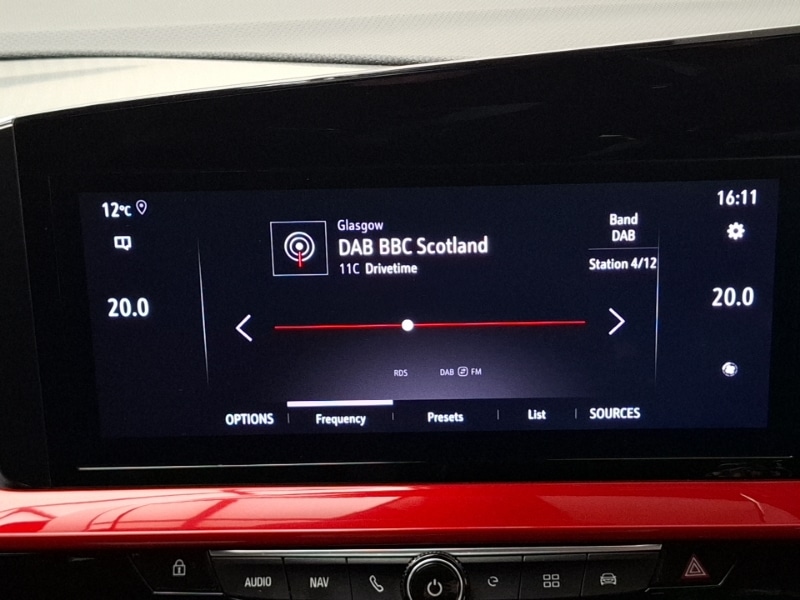 12°C
16:11
Glasgow
DAB BBC Scotland
11C Drivetime
Band
DAB
Station 4/12
20.0
20.0
RDS DAB FM
OPTIONS Frequency Presets List SOURCES
AUDIO NAV